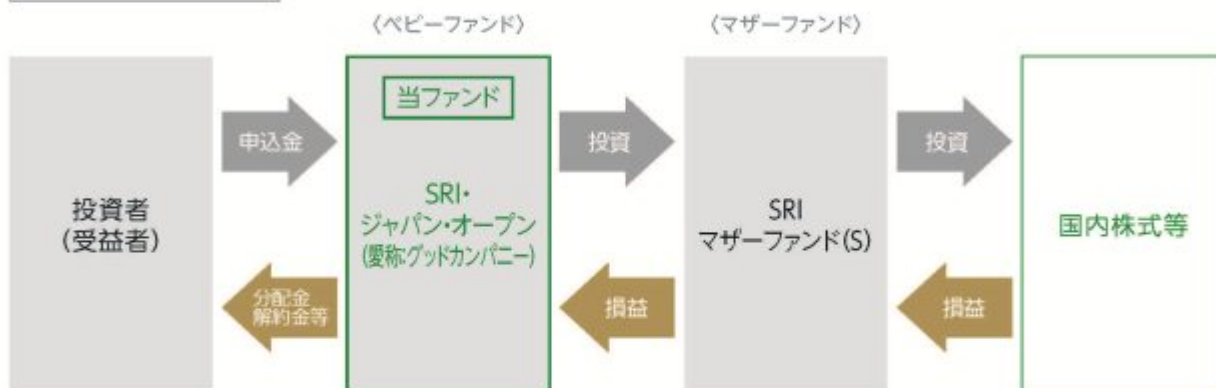 〈ベビーファンド〉
〈マザーファンド〉
投資者
(受益者)
申込金
分配金
解約金等
当ファンド
SRI・
ジャパン・オープン
(愛称:グッドカンパニー)
投資
損益
SRI
マザーファンド(S)
投資
損益
国内株式等